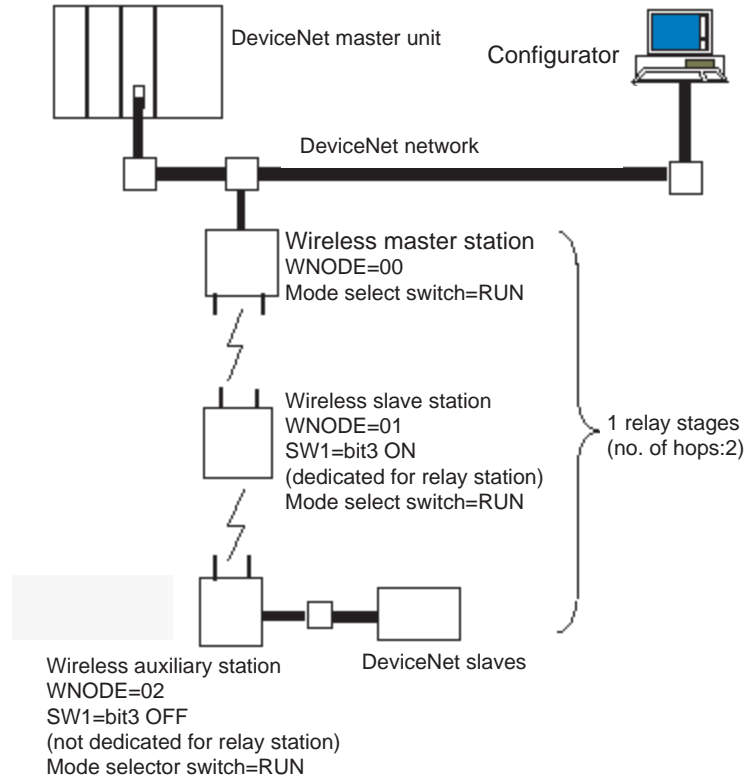 DeviceNet master unit
Configurator
DeviceNet network
Wireless master station
WNODE=00
Mode select switch=RUN
Wireless slave station
WNODE=01
SW1=bit3 ON
(dedicated for relay station)
Mode select switch=RUN
1 relay stages
(no. of hops:2)
Wireless auxiliary station
WNODE=02
SW1=bit3 OFF
(not dedicated for relay station)
Mode selector switch=RUN
DeviceNet slaves